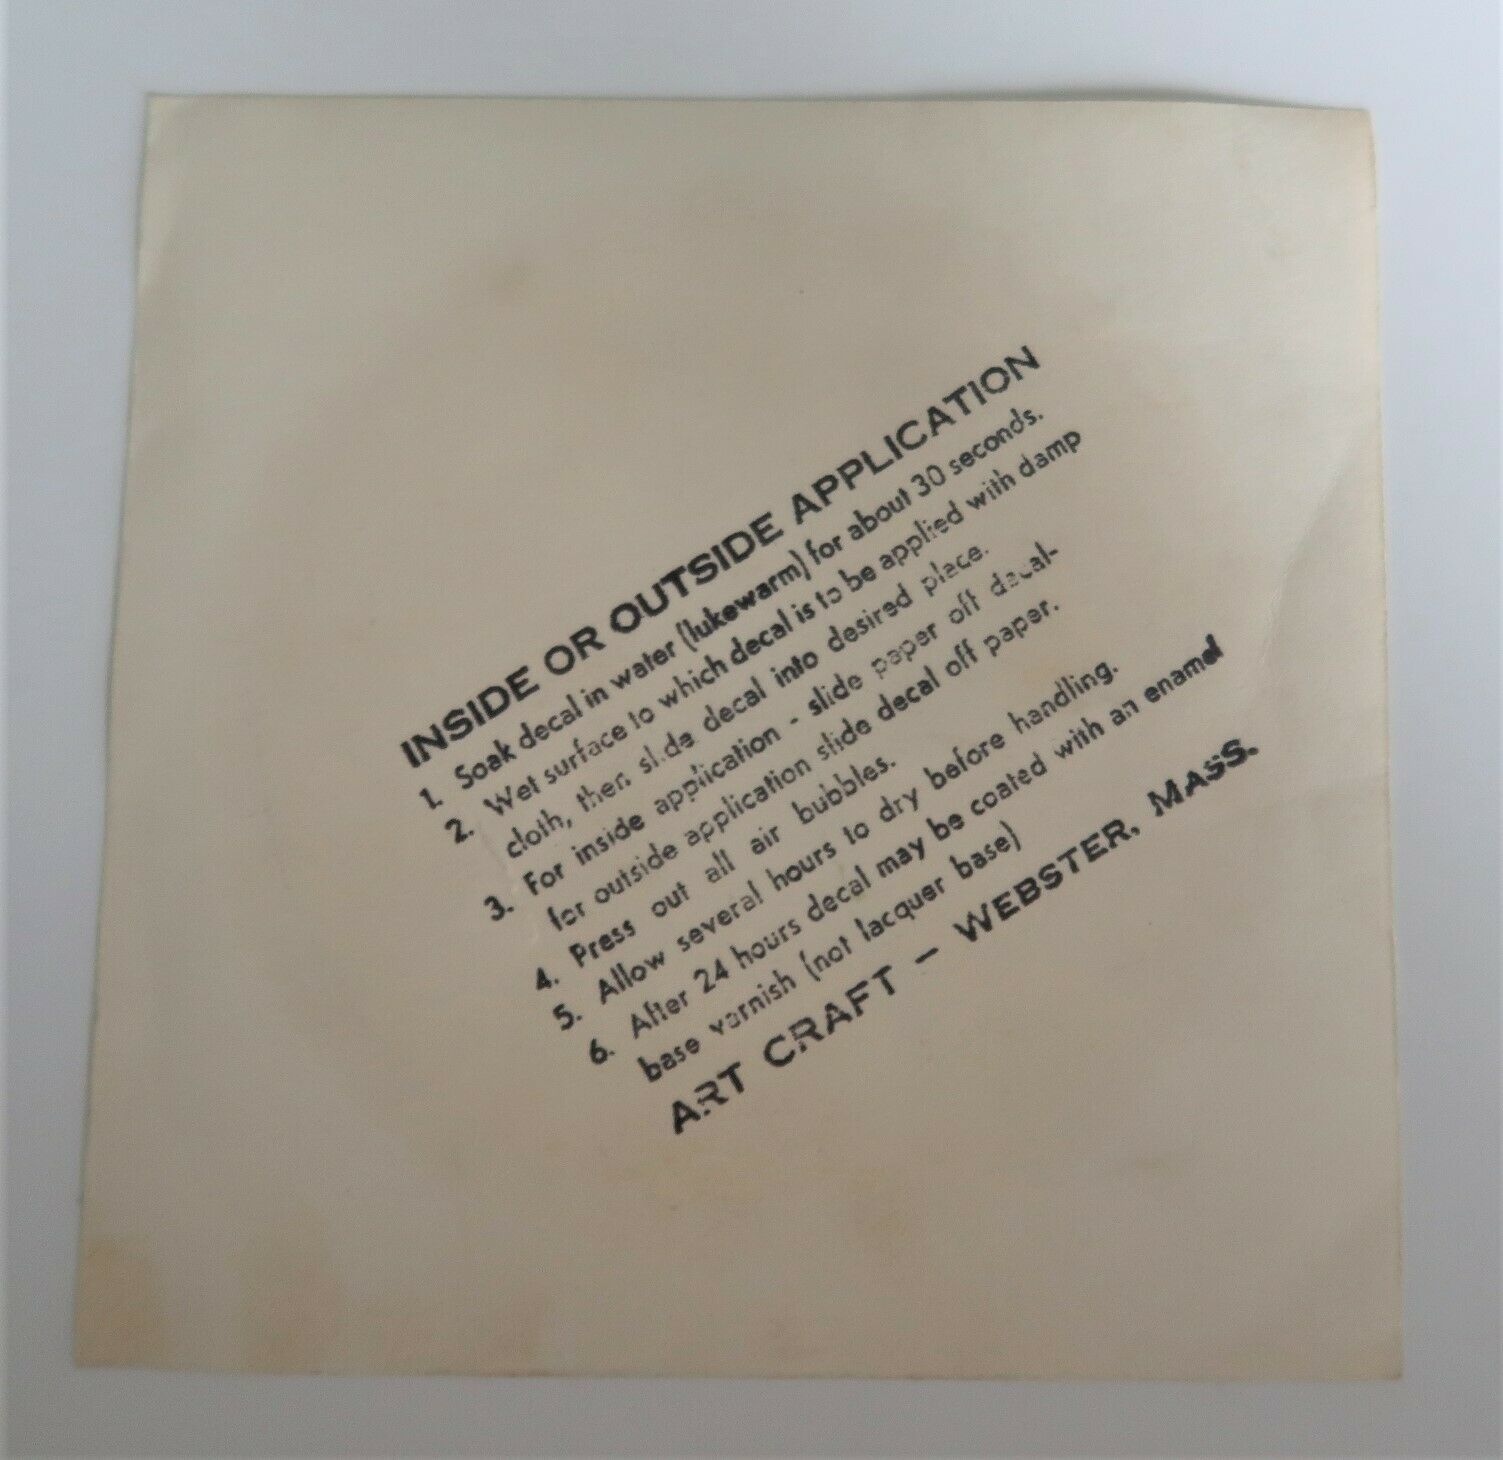 INSIDE OR OUTSIDE APPLICATION
1. Soak decal in water (lukewarm) for about 30 seconds.
2. Wet surface to which decal is to be applied with damp
cloth, then slide decal into desired place.
3. For inside application - slide paper off decal-
for outside application slide decal off paper.
4. Press out all air bubbles.
5. Allow several hours to dry before handling.
6. After 24 hours decal may be coated with an enamel
base varnish (not lacquer base)
ART CRAFT - WEBSTER, MASS.